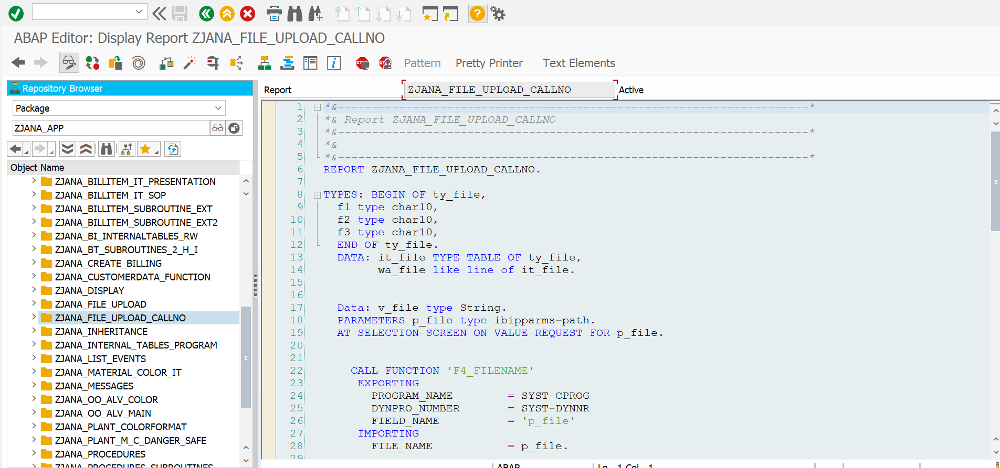 ABAP Editor: Display Report ZJANA_FILE_UPLOAD_CALLNO
Pattern Pretty Printer Text Elements
Repository Browser
Package
ZJANA_APP
Object Name
ZJANA_BILLITEM_IT_PRESENTATION
ZJANA_BILLITEM_IT_SOP
ZJANA_BILLITEM_SUBROUTINE_EXT
ZJANA_BILLITEM_SUBROUTINE_EXT2
ZJANA_BI_INTERNALTABLES_RW
ZJANA_BT_SUBROUTINES_2_H_I
ZJANA_CREATE_BILLING
ZJANA_CUSTOMERDATA_FUNCTION
ZJANA_DISPLAY
ZJANA_FILE_UPLOAD
ZJANA_FILE_UPLOAD_CALLNO
ZJANA_INHERITANCE
ZJANA_INTERNAL_TABLES_PROGRAM
ZJANA_LIST_EVENTS
ZJANA_MATERIAL_COLOR_IT
ZJANA_MESSAGES
ZJANA_OO_ALV_COLOR
ZJANA_OO_ALV_MAIN
ZJANA_PLANT_COLORFORMAT
ZJANA_PLANT_M_C_DANGER_SAFE
ZJANA_PROCEDURES
ZJANA_PROCEDURES_SUBROUTINES
Report ZJANA_FILE_UPLOAD_CALLNO Active
1 *&---------------------------------------------------------------------*
2 *& Report ZJANA_FILE_UPLOAD_CALLNO
3 *&---------------------------------------------------------------------*
4 *&
5 *&---------------------------------------------------------------------*
6 REPORT ZJANA_FILE_UPLOAD_CALLNO.
7
8 TYPES: BEGIN OF ty_file,
9 f1 type char10,
10 f2 type char10,
11 f3 type char10,
12 END OF ty_file.
13 DATA: it_file TYPE TABLE OF ty_file,
14 wa_file like line of it_file.
15
16
17 Data: v_file type String.
18 PARAMETERS p_file type ibipparms-path.
19 AT SELECTION-SCREEN ON VALUE-REQUEST FOR p_file.
20
21
22 CALL FUNCTION 'F4_FILENAME'
23 EXPORTING
24 PROGRAM_NAME = SYST-CPROG
25 DYNPRO_NUMBER = SYST-DYNNR
26 FIELD_NAME = 'p_file'
27 IMPORTING
28 FILE_NAME = p_file.
29
ABAP Ln 1 Col 1